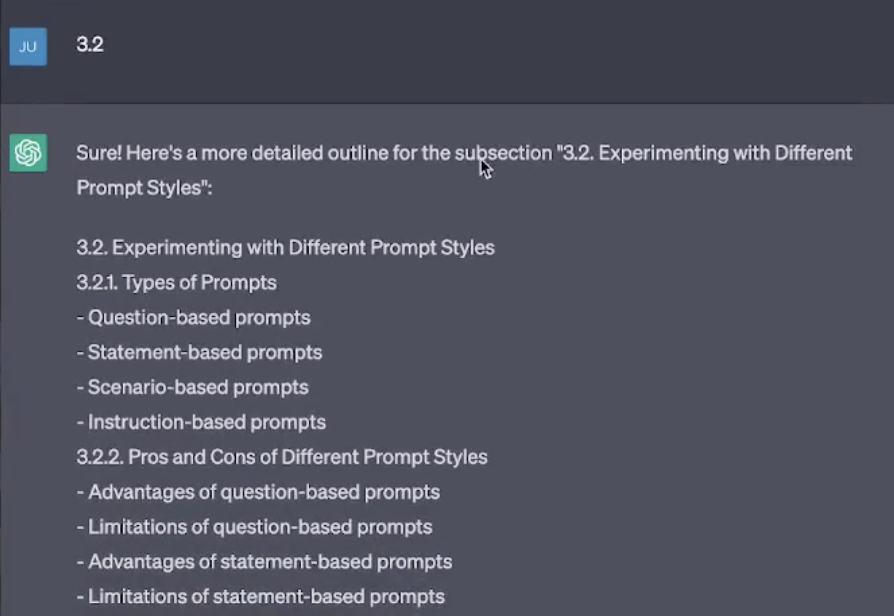 JU
3.2
Sure! Here's a more detailed outline for the subsection "3.2. Experimenting with Different
Prompt Styles":
3.2. Experimenting with Different Prompt Styles
3.2.1. Types of Prompts
- Question-based prompts
- Statement-based prompts
- Scenario-based prompts
- Instruction-based prompts
3.2.2. Pros and Cons of Different Prompt Styles
- Advantages of question-based prompts
- Limitations of question-based prompts
- Advantages of statement-based prompts
- Limitations of statement-based prompts